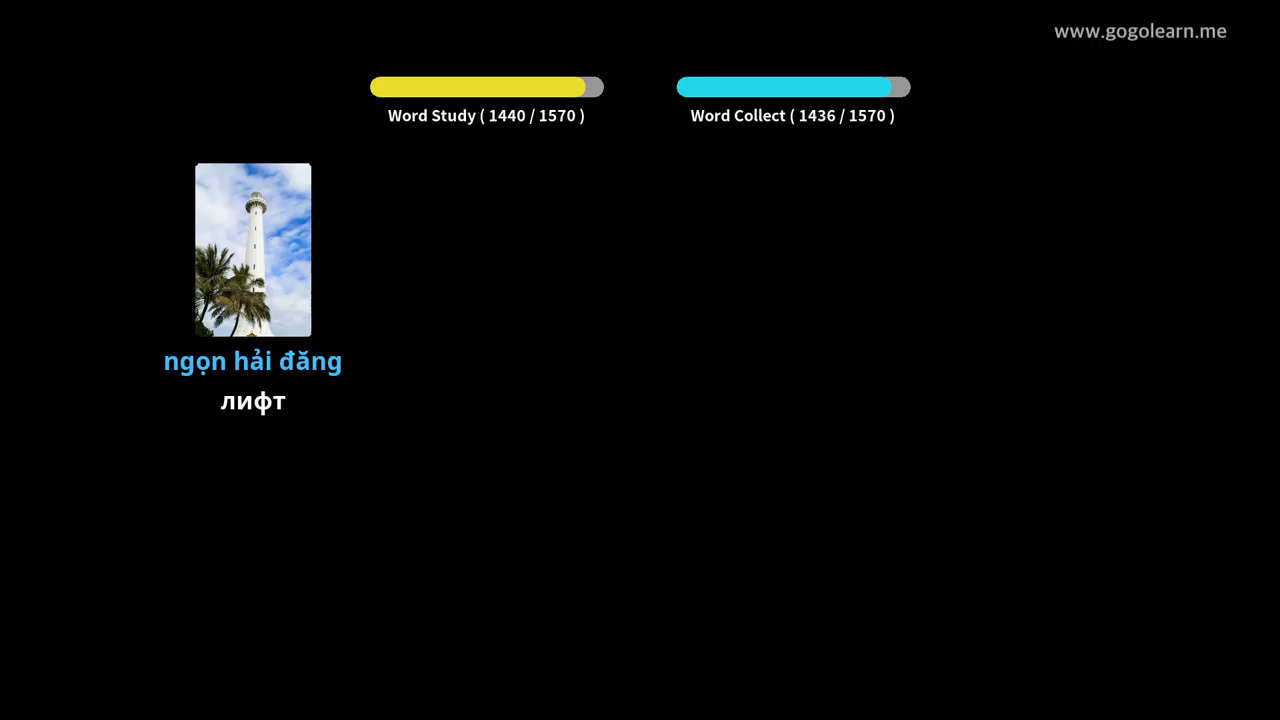 www.gogolearn.me
Word Study ( 1440 / 1570 )
Word Collect ( 1436 / 1570 )
ngọn hải đăng
лифт